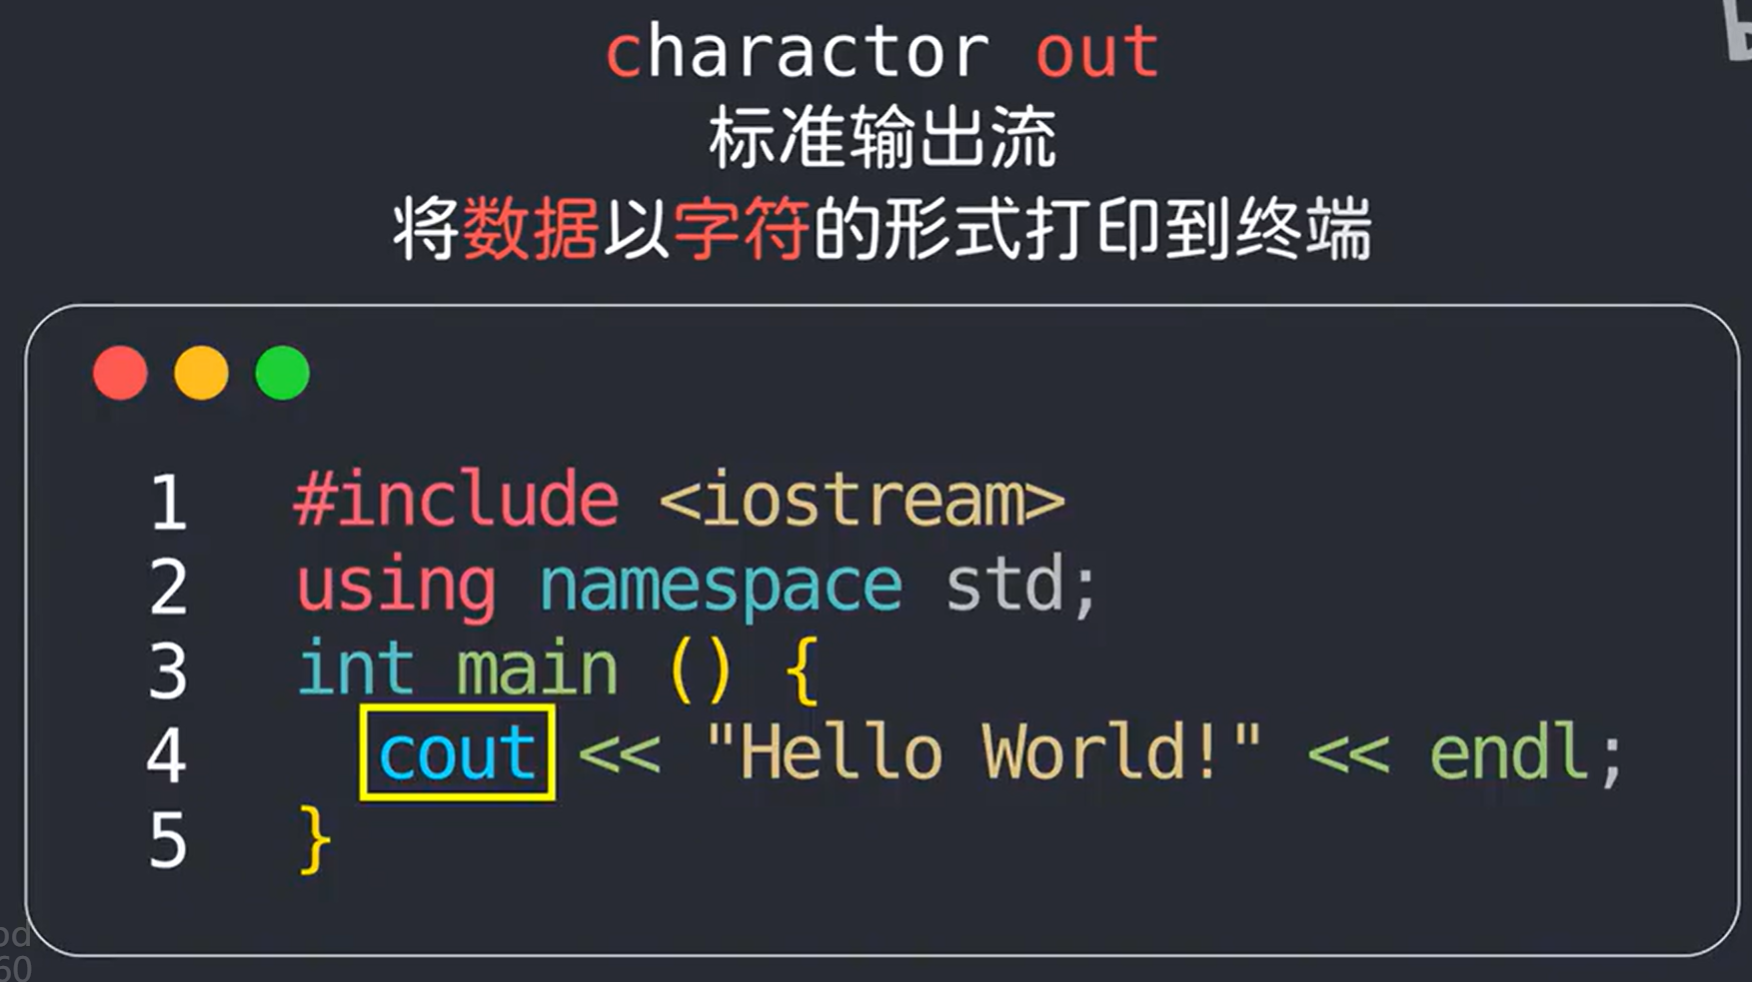 charactor out
标准输出流
将数据以字符的形式打印到终端
1 #include <iostream>
2 using namespace std;
3 int main () {
4 cout << "Hello World!" << endl;
5 }
60